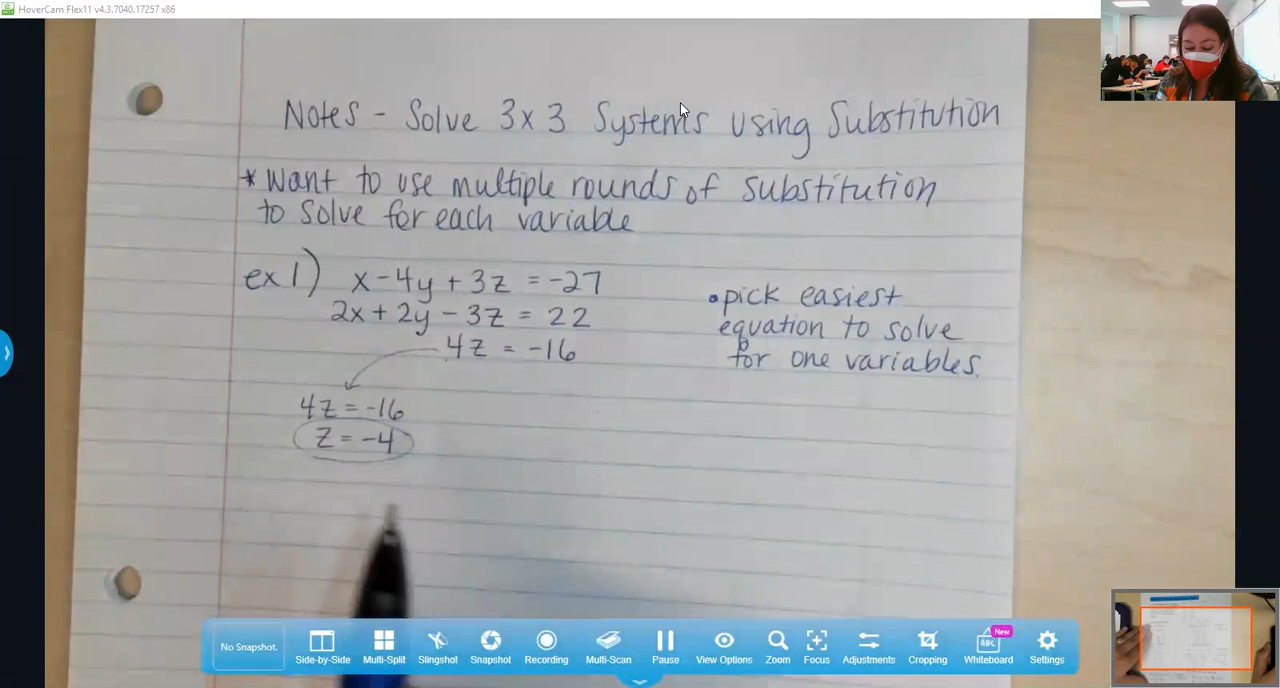 HoverCam Flex11 v4.3.7040.17257 x86
Notes - Solve 3x3 Systems using Substitution
* Want to use multiple rounds of substitution
to solve for each variable
ex 1) x - 4y + 3z = -27
2x + 2y - 3z = 22
4z = -16
4z = -16
z = -4
• pick easiest
equation to solve
for one variables.
No Snapshot.
Side-by-Side
Multi-Split
Slingshot
Snapshot
Recording
Multi-Scan
Pause
View Options
Zoom
Focus
Adjustments
Cropping
New
ABC
Whiteboard
Settings